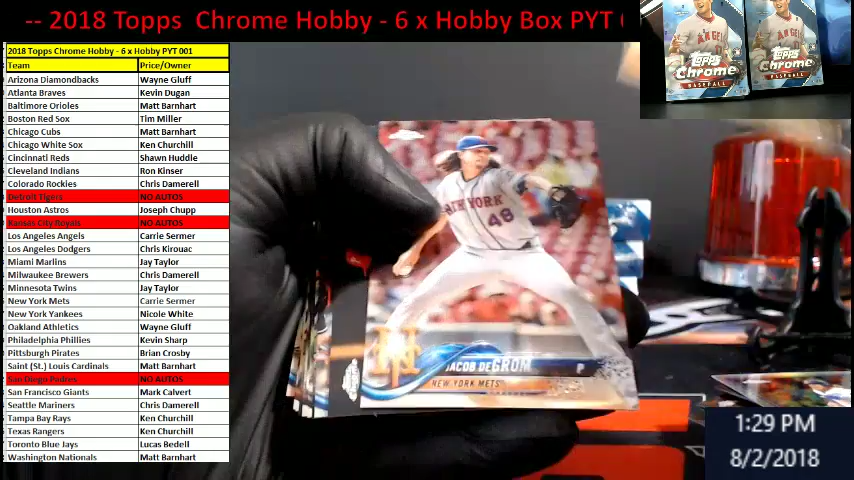 -- 2018 Topps  Chrome Hobby - 6 x Hobby Box PYT
2018 Topps Chrome Hobby - 6 x Hobby PYT 001
Team Price/Owner
Arizona Diamondbacks Wayne Gluff
Atlanta Braves Kevin Dugan
Baltimore Orioles Matt Barnhart
Boston Red Sox Tim Miller
Chicago Cubs Matt Barnhart
Chicago White Sox Ken Churchill
Cincinnati Reds Shawn Huddle
Cleveland Indians Ron Kinser
Colorado Rockies Chris Damerell
Detroit Tigers NO AUTOS
Houston Astros Joseph Chupp
Kansas City Royals NO AUTOS
Los Angeles Angels Carrie Sermer
Los Angeles Dodgers Chris Kirouac
Miami Marlins Jay Taylor
Milwaukee Brewers Chris Damerell
Minnesota Twins Jay Taylor
New York Mets Carrie Sermer
New York Yankees Nicole White
Oakland Athletics Wayne Gluff
Philadelphia Phillies Kevin Sharp
Pittsburgh Pirates Brian Crosby
Saint (St.) Louis Cardinals Matt Barnhart
San Diego Padres NO AUTOS
San Francisco Giants Mark Calvert
Seattle Mariners Chris Damerell
Tampa Bay Rays Ken Churchill
Texas Rangers Ken Churchill
Toronto Blue Jays Lucas Bedell
Washington Nationals Matt Barnhart
ANGELS
Topps Chrome
BASEBALL
Topps Chrome
BASEBALL
NEW YORK
48
JACOB DEGROM P
NEW YORK METS
1:29 PM
8/2/2018